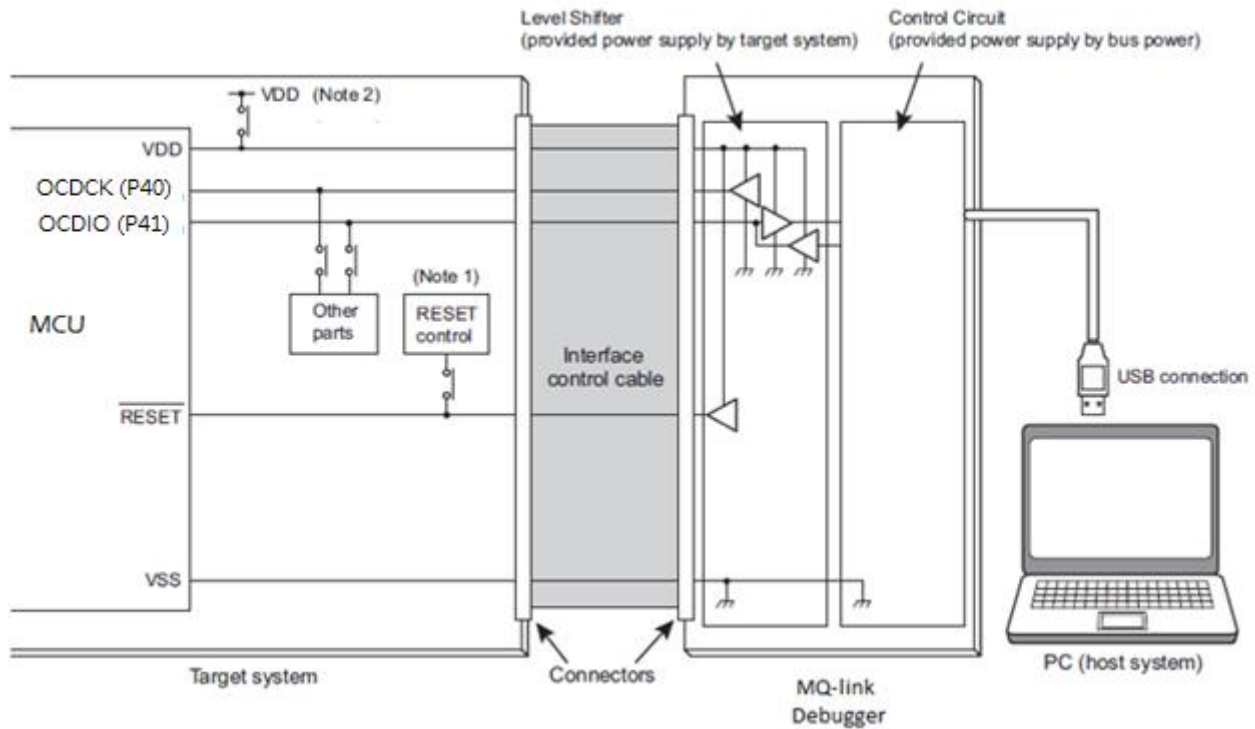 Level Shifter
(provided power supply by target system)
Control Circuit
(provided power supply by bus power)
VDD (Note 2)
VDD
OCDCK (P40)
OCDIO (P41)
(Note 1)
Other
parts
RESET
control
MCU
Interface
control cable
USB connection
RESET
VSS
Target system
Connectors
MQ-link
Debugger
PC (host system)